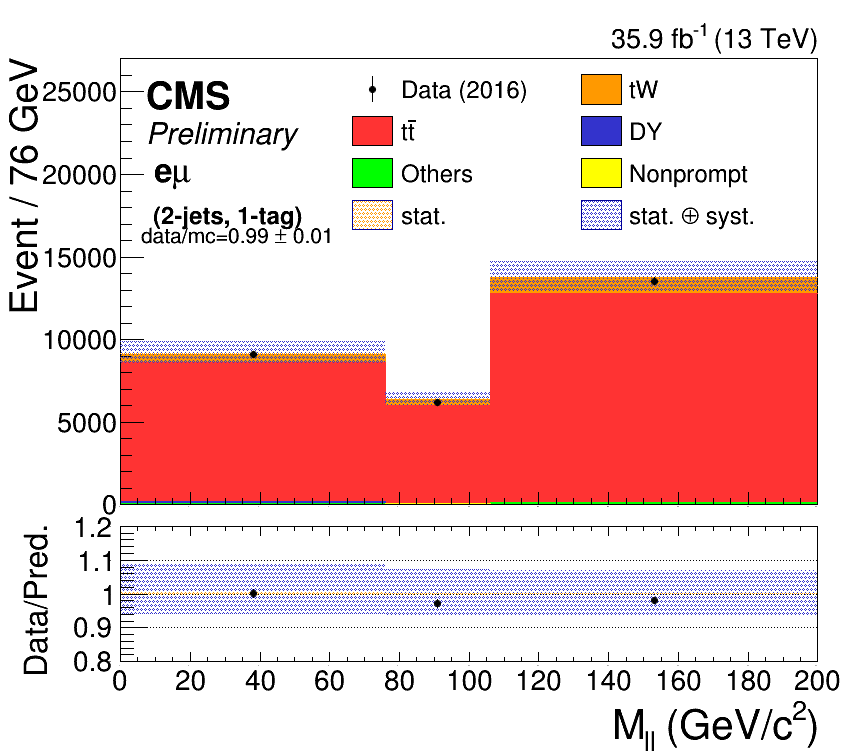 35.9 fb⁻¹ (13 TeV)
Event / 76 GeV
25000
20000
15000
10000
5000
0
CMS
Preliminary
eμ
(2-jets, 1-tag)
data/mc=0.99 ± 0.01
Data (2016)
tW
tt̄
DY
Others
Nonprompt
stat.
stat. ⊕ syst.
Data/Pred.
1.2
1.1
1
0.9
0.8
0 20 40 60 80 100 120 140 160 180 200
M_ll (GeV/c²)